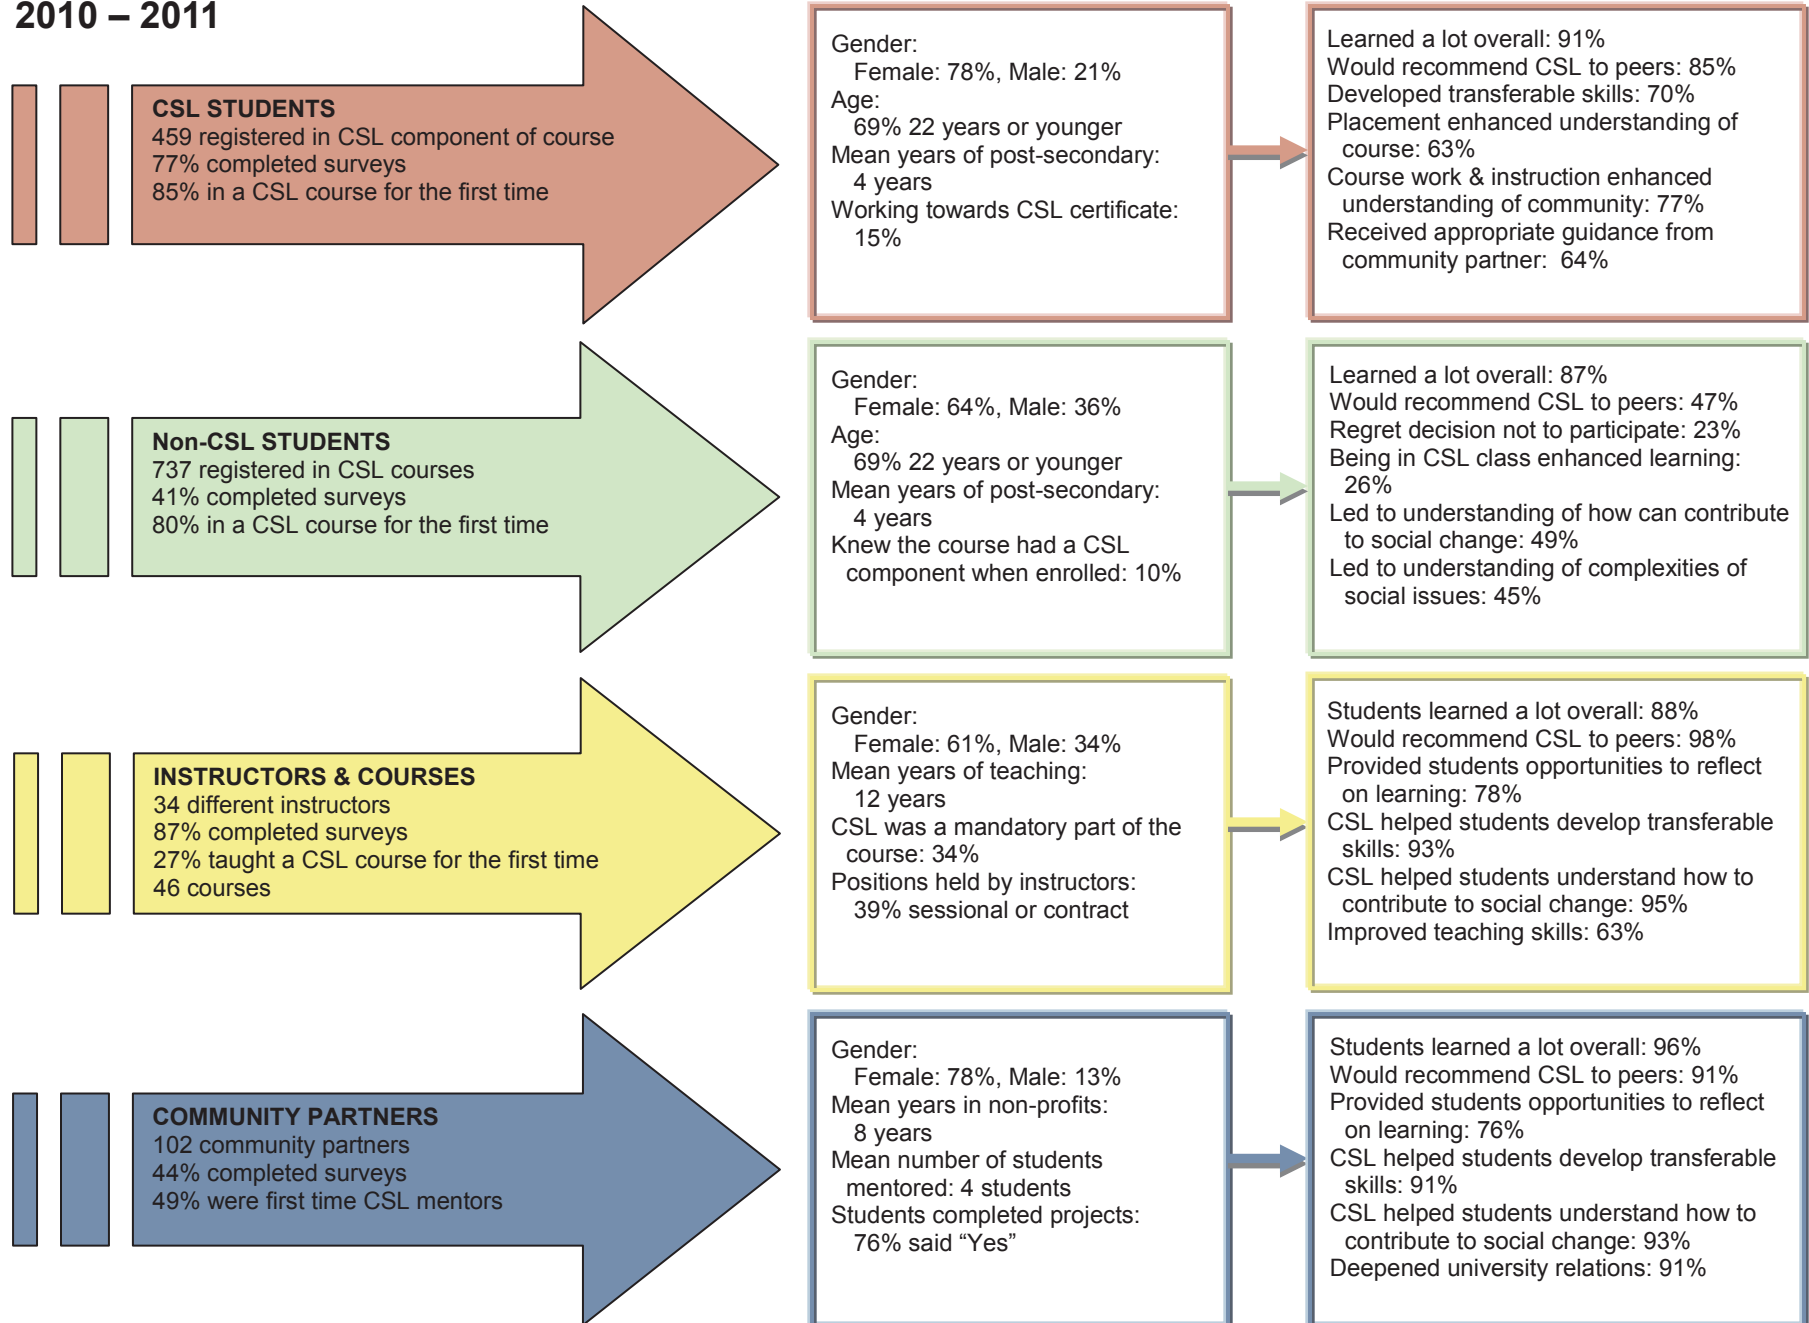 2010 – 2011
CSL STUDENTS
459 registered in CSL component of course
77% completed surveys
85% in a CSL course for the first time
Gender:
Female: 78%, Male: 21%
Age:
69% 22 years or younger
Mean years of post-secondary:
4 years
Working towards CSL certificate:
15%
Learned a lot overall: 91%
Would recommend CSL to peers: 85%
Developed transferable skills: 70%
Placement enhanced understanding of
course: 63%
Course work & instruction enhanced
understanding of community: 77%
Received appropriate guidance from
community partner: 64%
Non-CSL STUDENTS
737 registered in CSL courses
41% completed surveys
80% in a CSL course for the first time
Gender:
Female: 64%, Male: 36%
Age:
69% 22 years or younger
Mean years of post-secondary:
4 years
Knew the course had a CSL
component when enrolled: 10%
Learned a lot overall: 87%
Would recommend CSL to peers: 47%
Regret decision not to participate: 23%
Being in CSL class enhanced learning:
26%
Led to understanding of how can contribute
to social change: 49%
Led to understanding of complexities of
social issues: 45%
INSTRUCTORS & COURSES
34 different instructors
87% completed surveys
27% taught a CSL course for the first time
46 courses
Gender:
Female: 61%, Male: 34%
Mean years of teaching:
12 years
CSL was a mandatory part of the
course: 34%
Positions held by instructors:
39% sessional or contract
Students learned a lot overall: 88%
Would recommend CSL to peers: 98%
Provided students opportunities to reflect
on learning: 78%
CSL helped students develop transferable
skills: 93%
CSL helped students understand how to
contribute to social change: 95%
Improved teaching skills: 63%
COMMUNITY PARTNERS
102 community partners
44% completed surveys
49% were first time CSL mentors
Gender:
Female: 78%, Male: 13%
Mean years in non-profits:
8 years
Mean number of students
mentored: 4 students
Students completed projects:
76% said “Yes”
Students learned a lot overall: 96%
Would recommend CSL to peers: 91%
Provided students opportunities to reflect
on learning: 76%
CSL helped students develop transferable
skills: 91%
CSL helped students understand how to
contribute to social change: 93%
Deepened university relations: 91%